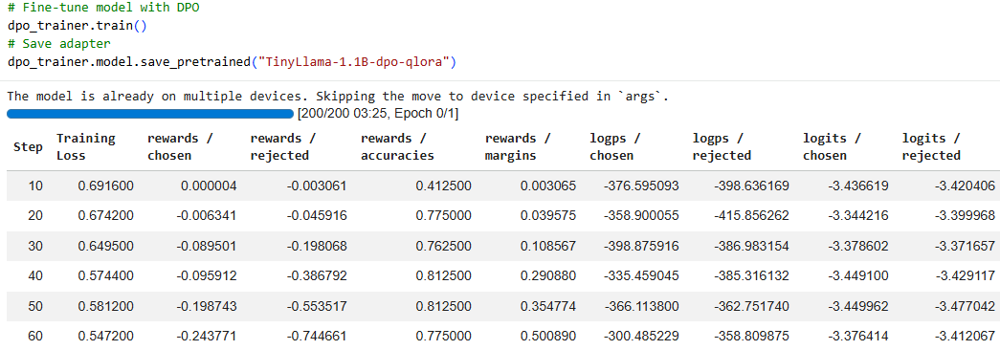 # Fine-tune model with DPO
dpo_trainer.train()
# Save adapter
dpo_trainer.model.save_pretrained("TinyLlama-1.1B-dpo-qlora")
The model is already on multiple devices. Skipping the move to device specified in `args`.
[200/200 03:25, Epoch 0/1]
Step Training Loss rewards / chosen rewards / rejected rewards / accuracies rewards / margins logps / chosen logps / rejected logits / chosen logits / rejected
10 0.691600 0.000004 -0.003061 0.412500 0.003065 -376.595093 -398.636169 -3.436619 -3.420406
20 0.674200 -0.006341 -0.045916 0.775000 0.039575 -358.900055 -415.856262 -3.344216 -3.399968
30 0.649500 -0.089501 -0.198068 0.762500 0.108567 -398.875916 -386.983154 -3.378602 -3.371657
40 0.574400 -0.095912 -0.386792 0.812500 0.290880 -335.459045 -385.316132 -3.449100 -3.429117
50 0.581200 -0.198743 -0.553517 0.812500 0.354774 -366.113800 -362.751740 -3.449962 -3.477042
60 0.547200 -0.243771 -0.744661 0.775000 0.500890 -300.485229 -358.809875 -3.376414 -3.412067